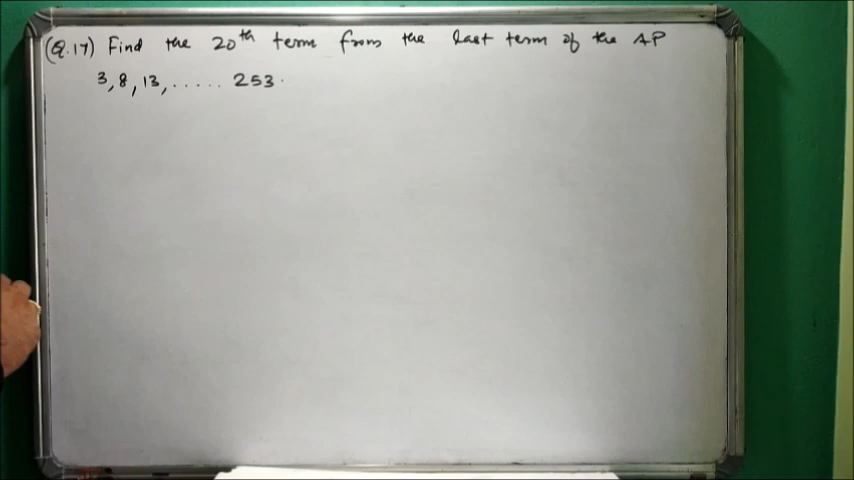 (Q.17) Find the 20th term from the last term of the AP
3, 8, 13, ..... 253.